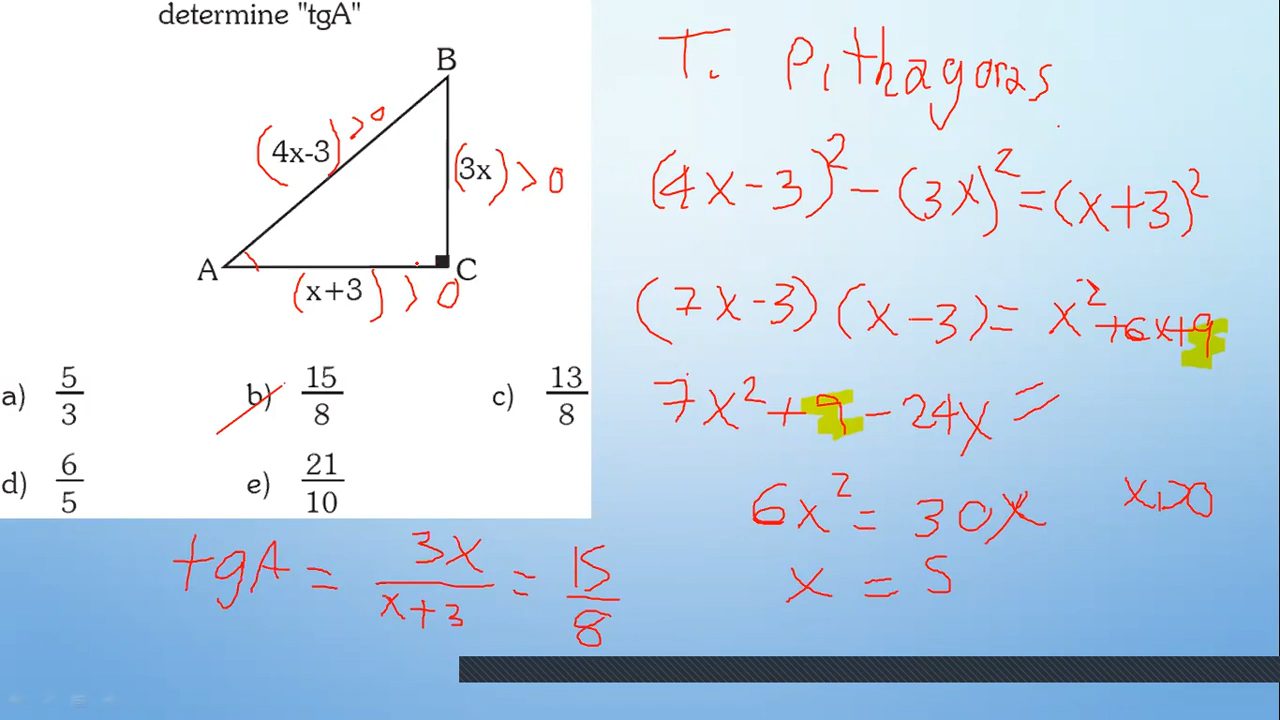 determine "tgA"
B
(4x-3) > 0
(3x) > 0
A
C
(x+3) > 0
a) 5/3
b) 15/8
c) 13/8
d) 6/5
e) 21/10
tgA = 3x/(x+3) = 15/8
T. Pithagoras
(4x-3)² - (3x)² = (x+3)²
(7x-3)(x-3) = x²+6x+9
7x² + 9 - 24x =
6x² = 30x
x>0
x = 5